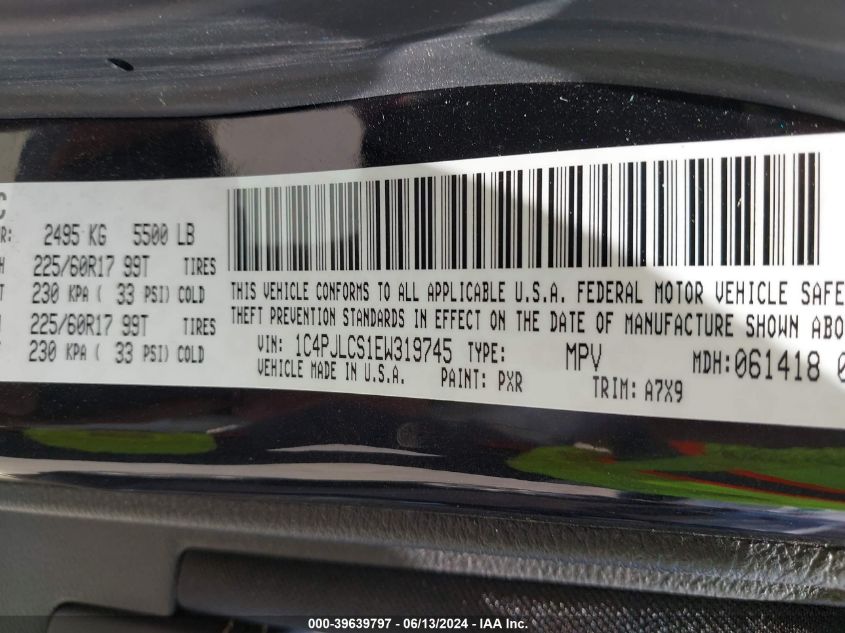 C
R: 2495 KG 5500 LB
H 225/60R17 99T TIRES
T 230 KPA ( 33 PSI) COLD
225/60R17 99T TIRES
230 KPA ( 33 PSI) COLD
THIS VEHICLE CONFORMS TO ALL APPLICABLE U.S.A. FEDERAL MOTOR VEHICLE SAFE
THEFT PREVENTION STANDARDS IN EFFECT ON THE DATE OF MANUFACTURE SHOWN ABO
VIN: 1C4PJLCS1EW319745 TYPE: MPV MDH: 061418 0
VEHICLE MADE IN U.S.A. PAINT: PXR TRIM: A7X9
000-39639797 - 06/13/2024 - IAA Inc.